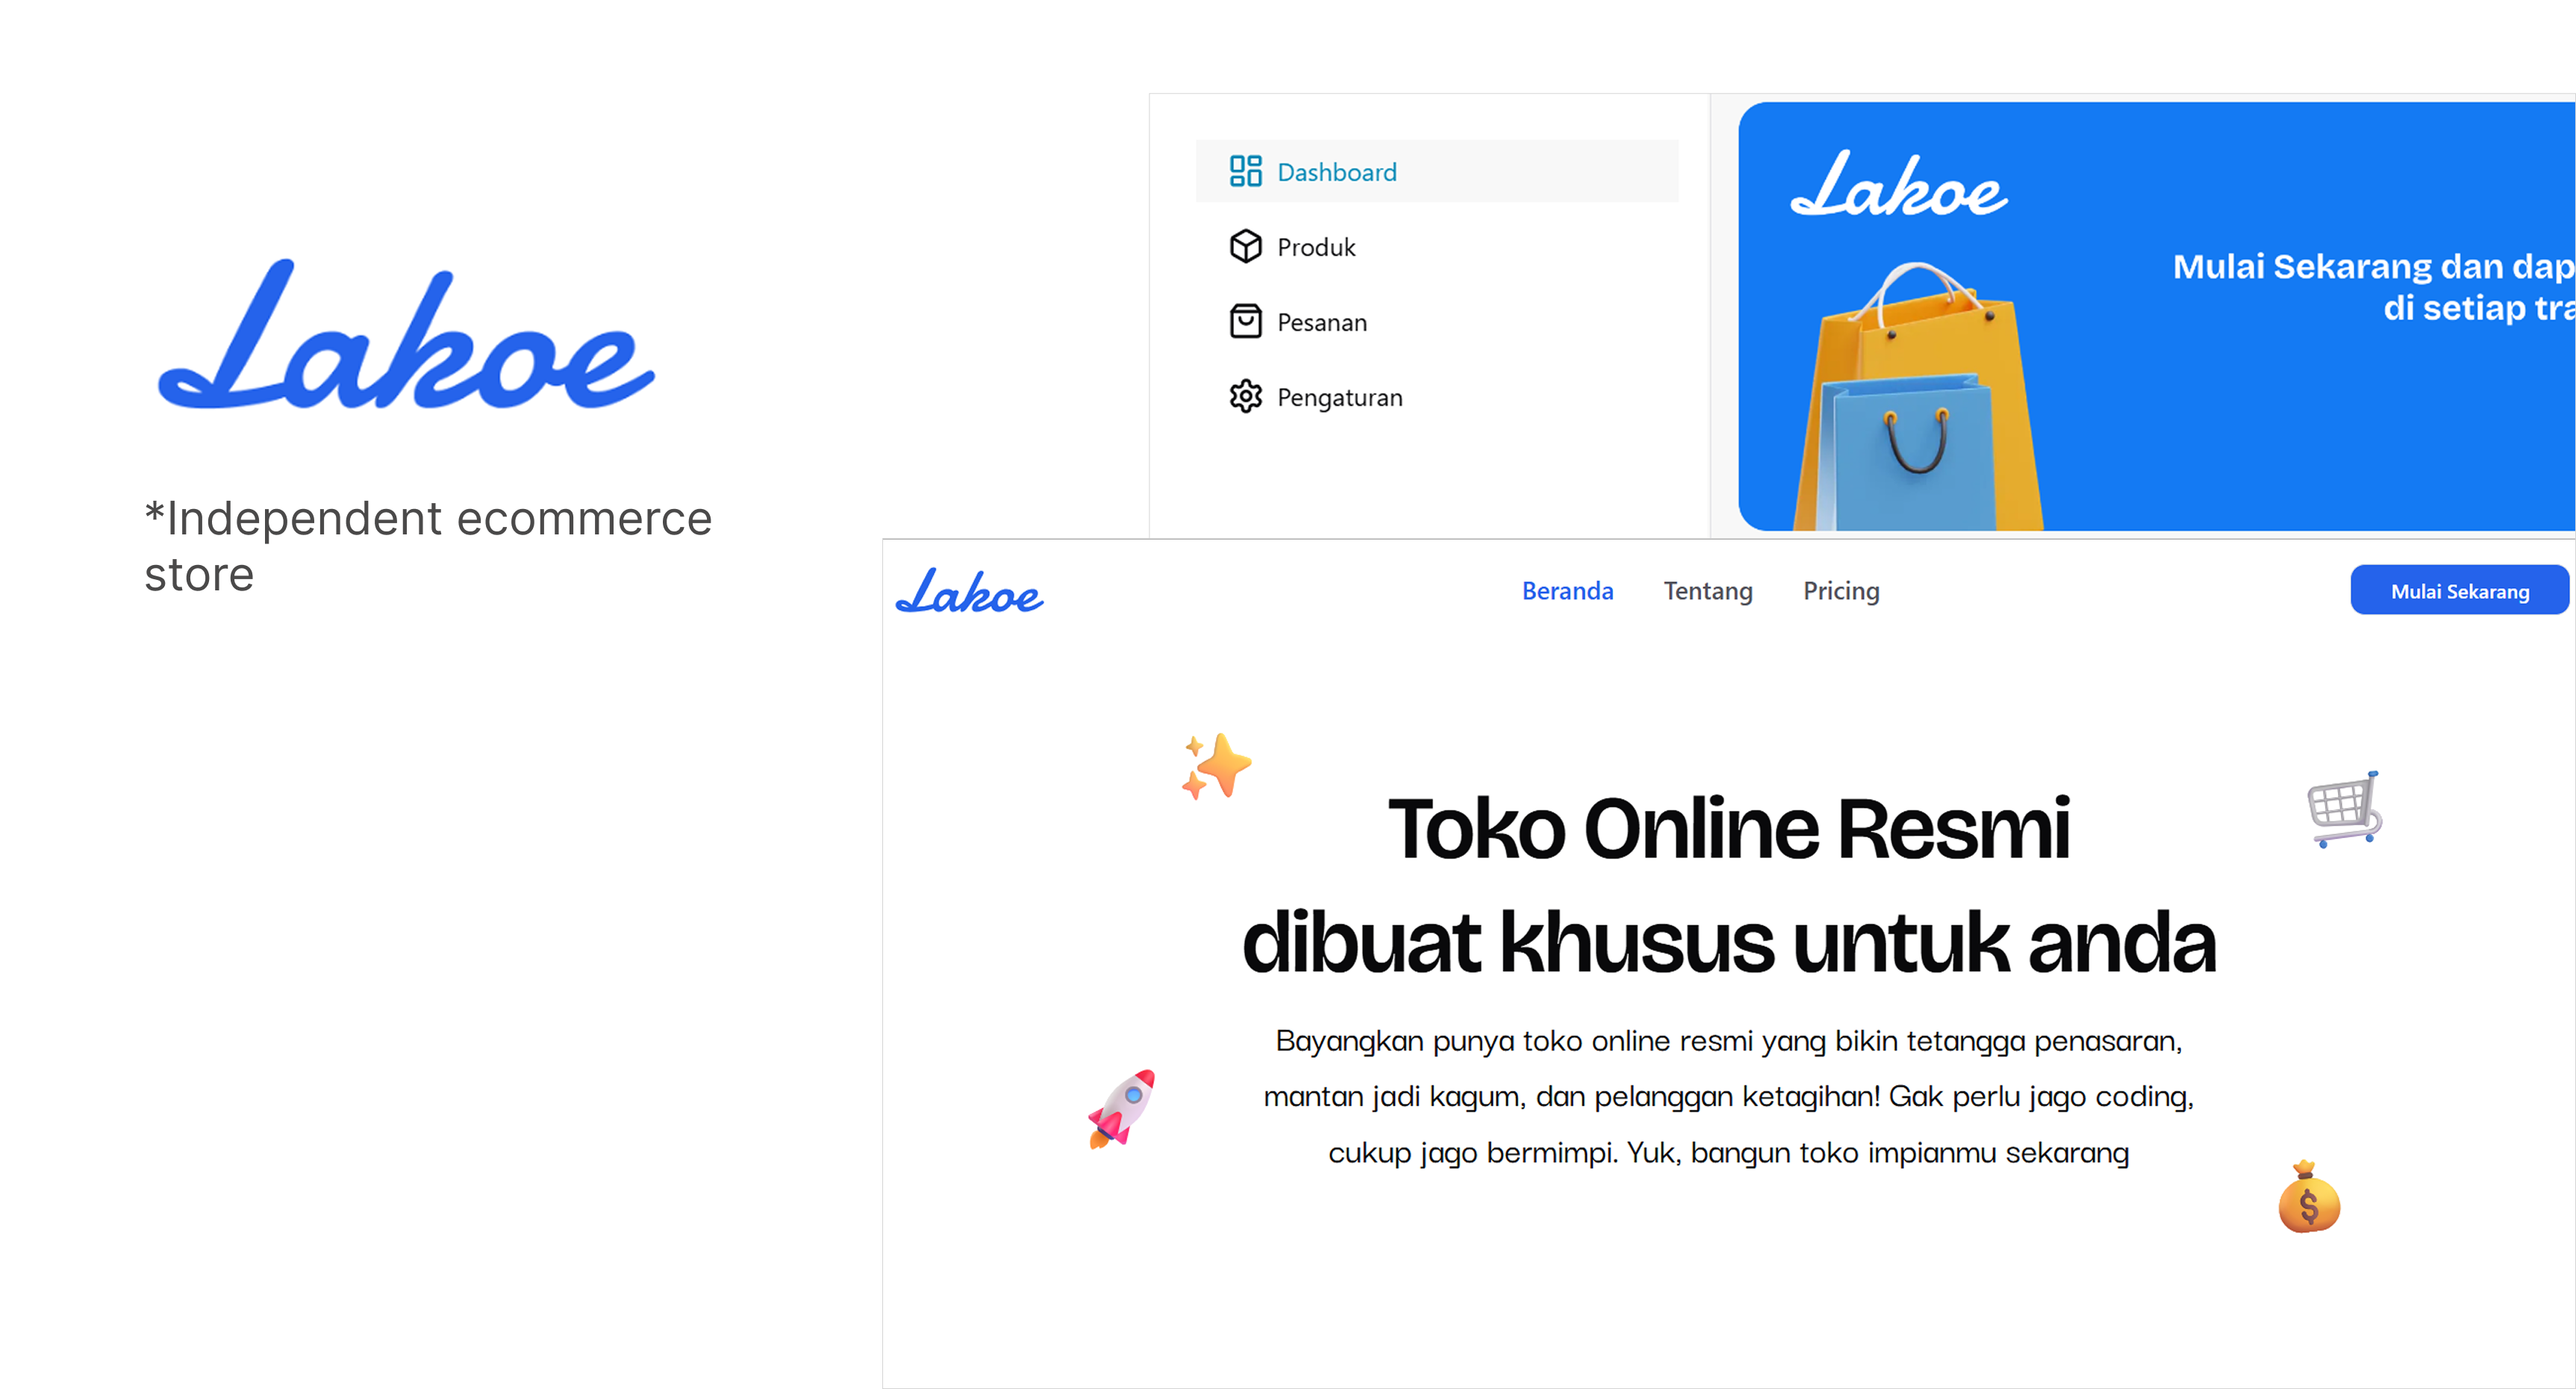 Lakoe
*Independent ecommerce
store
Dashboard
Produk
Pesanan
Pengaturan
Lakoe
Mulai Sekarang dan dap
di setiap tra
Lakoe
Beranda
Tentang
Pricing
Mulai Sekarang
Toko Online Resmi
dibuat khusus untuk anda
Bayangkan punya toko online resmi yang bikin tetangga penasaran,
mantan jadi kagum, dan pelanggan ketagihan! Gak perlu jago coding,
cukup jago bermimpi. Yuk, bangun toko impianmu sekarang
$